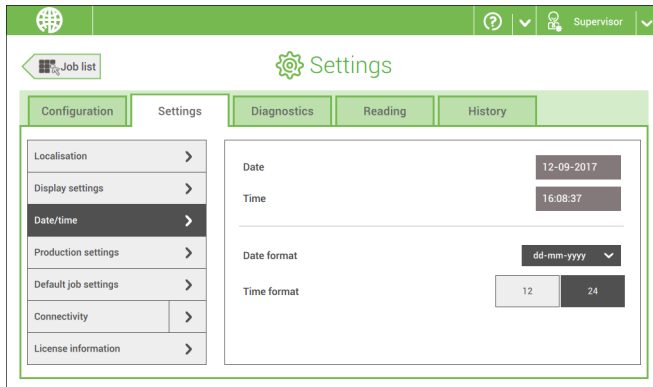 Supervisor
Job list
Settings
Configuration
Settings
Diagnostics
Reading
History
Localisation
Display settings
Date/time
Production settings
Default job settings
Connectivity
License information
Date
12-09-2017
Time
16:08:37
Date format
dd-mm-yyyy
Time format
12
24